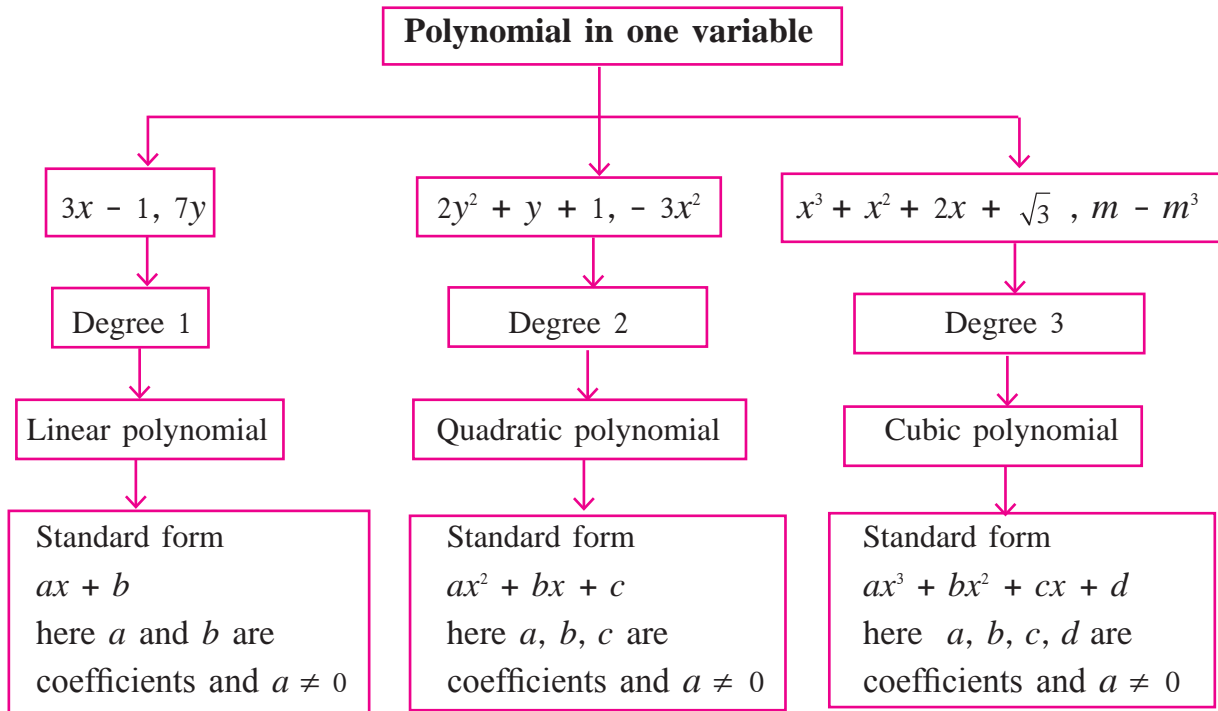 Polynomial in one variable
3x - 1, 7y
2y² + y + 1, - 3x²
x³ + x² + 2x + √3 , m - m³
Degree 1
Degree 2
Degree 3
Linear polynomial
Quadratic polynomial
Cubic polynomial
Standard form
ax + b
here a and b are
coefficients and a ≠ 0
Standard form
ax² + bx + c
here a, b, c are
coefficients and a ≠ 0
Standard form
ax³ + bx² + cx + d
here a, b, c, d are
coefficients and a ≠ 0